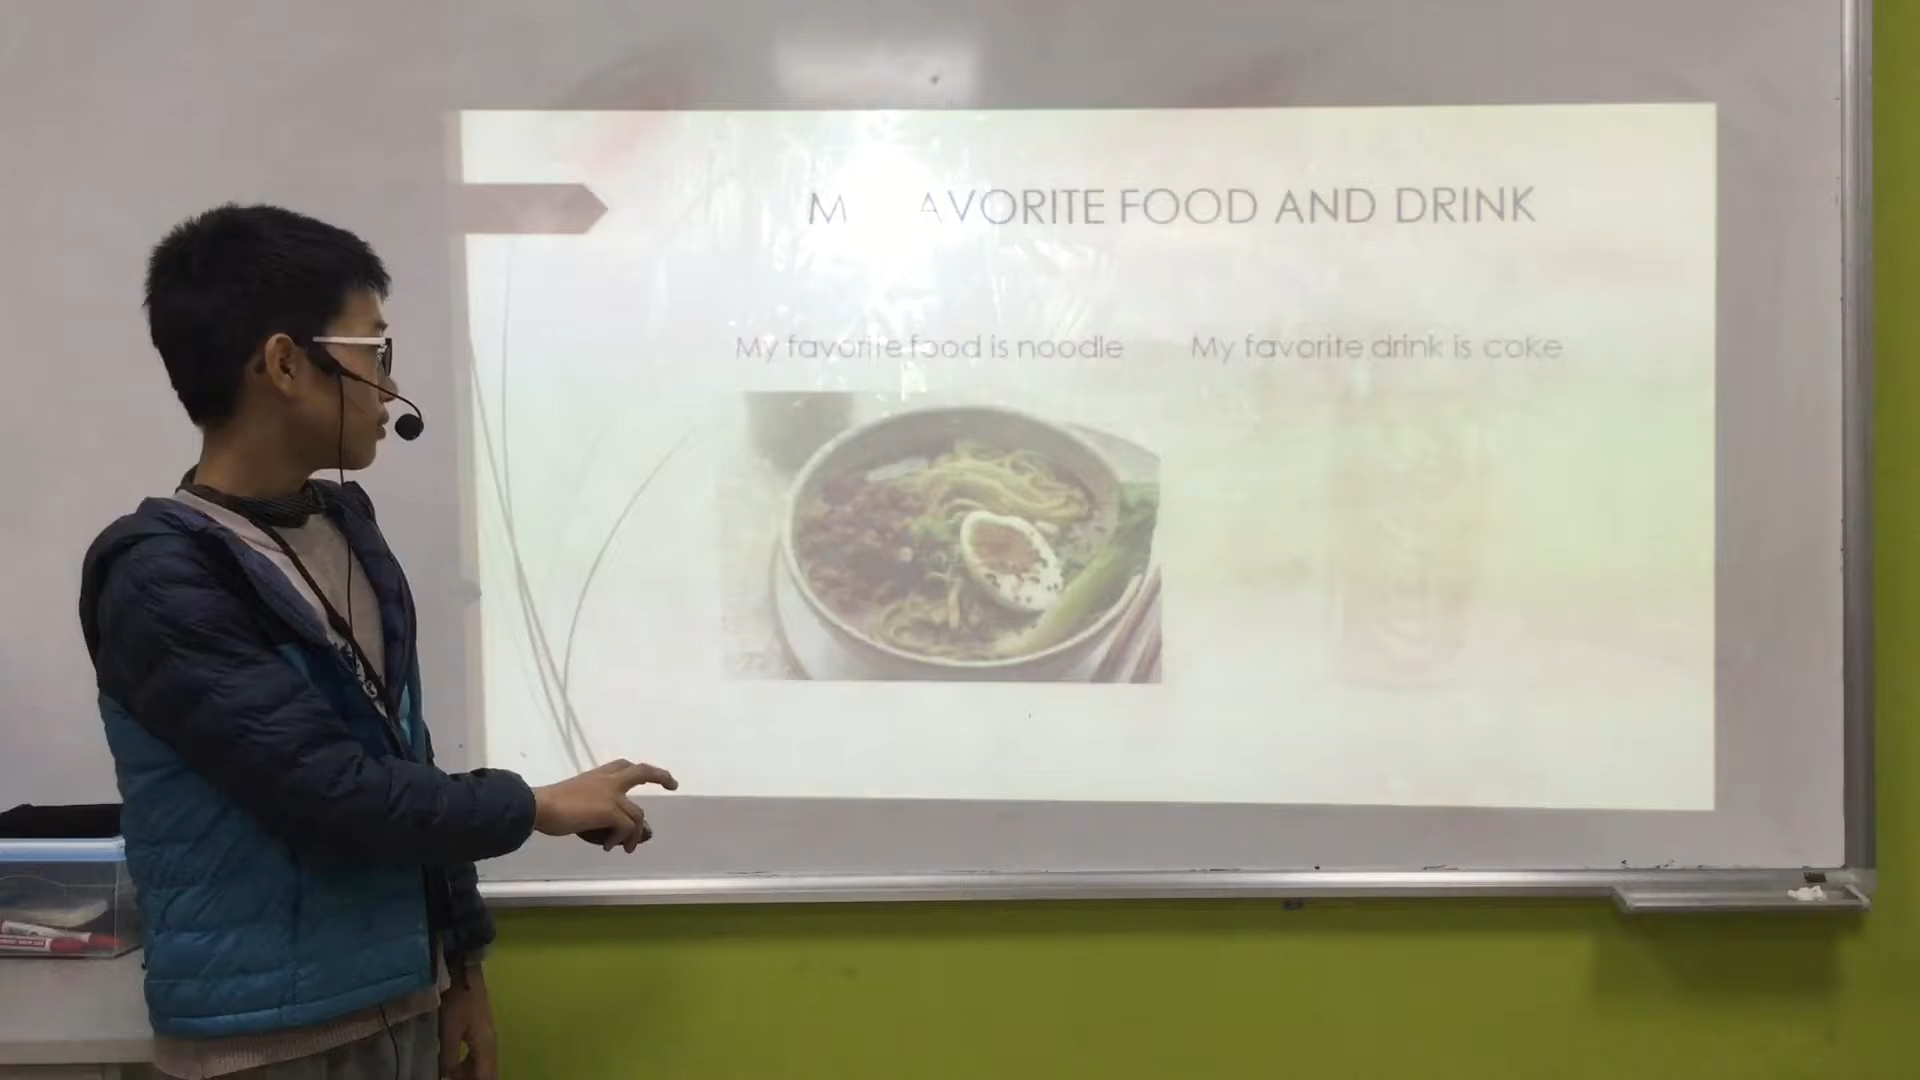 M AVORITE FOOD AND DRINK
My favorite food is noodle
My favorite drink is coke